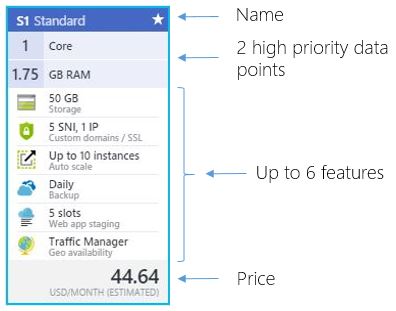 S1 Standard
Name
1 Core
2 high priority data
points
1.75 GB RAM
50 GB
Storage
5 SNI, 1 IP
Custom domains / SSL
Up to 10 instances
Auto scale
Up to 6 features
Daily
Backup
5 slots
Web app staging
Traffic Manager
Geo availability
44.64
USD/MONTH (ESTIMATED)
Price